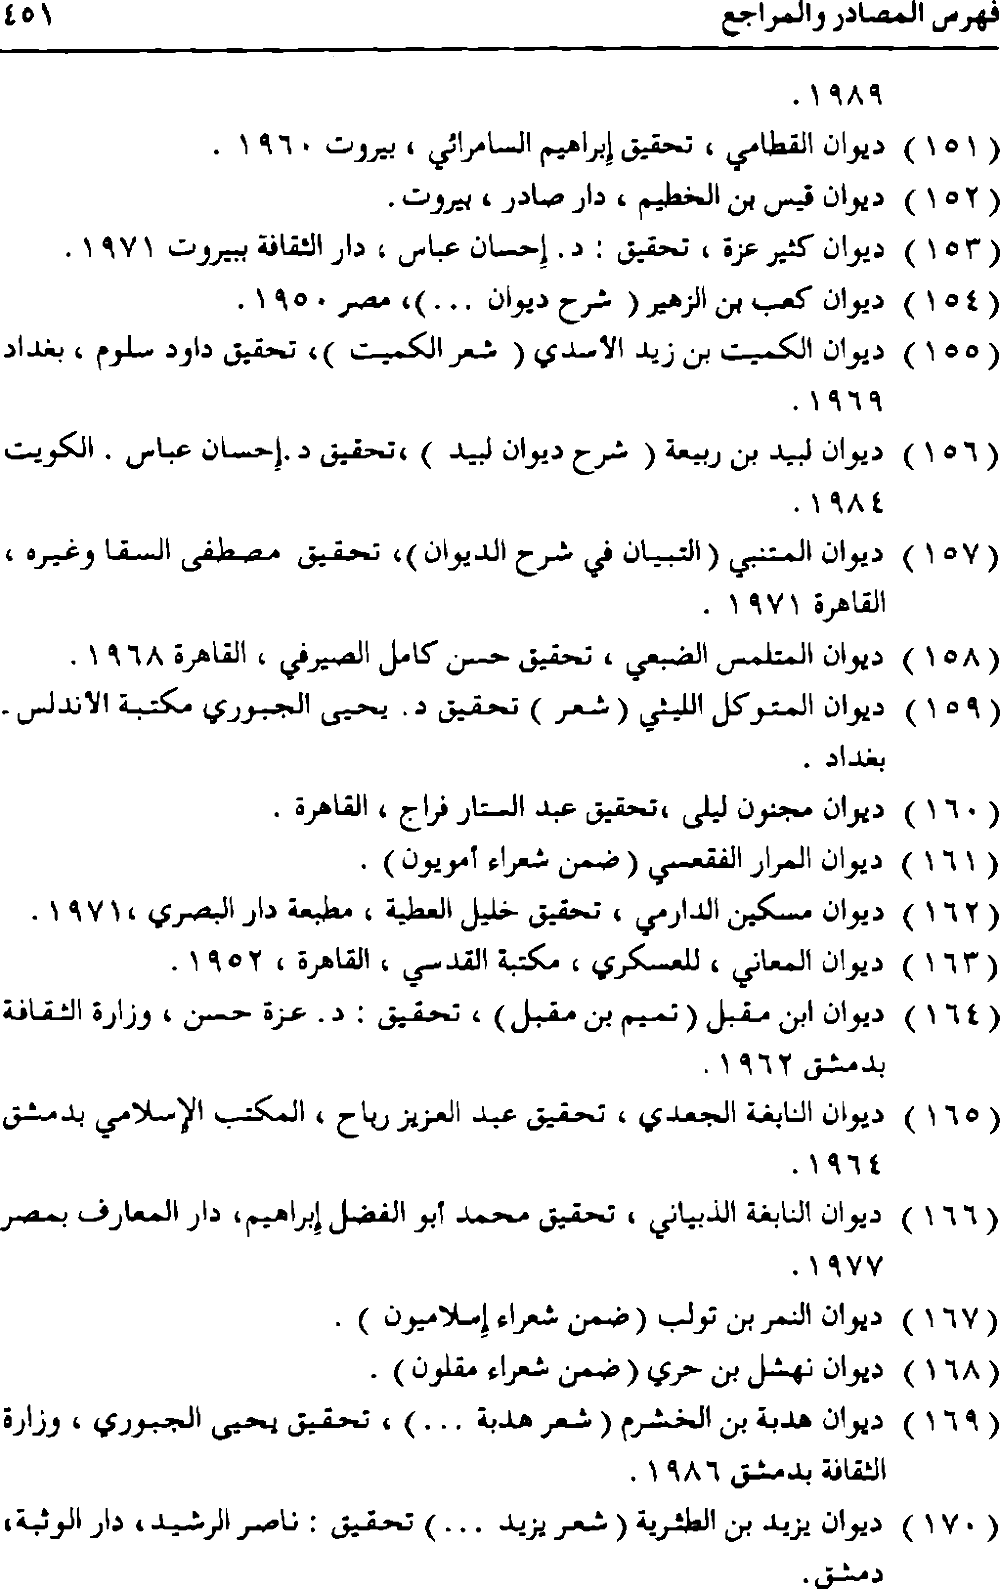 فهرس المصادر والمراجع ٤٥١
١٩٨٩ .
( ١٥١ ) ديوان القطامي ، تحقيق إبراهيم السامرائي ، بيروت ١٩٦٠ .
( ١٥٢ ) ديوان قيس بن الخطيم ، دار صادر ، بيروت .
( ١٥٣ ) ديوان كثير عزة ، تحقيق : د. إحسان عباس ، دار الثقافة ببيروت ١٩٧١ .
( ١٥٤ ) ديوان كعب بن الزهير ( شرح ديوان ... )، مصر ١٩٥٠ .
( ١٥٥ ) ديوان الكميت بن زيد الأسدي ( شعر الكميت )، تحقيق داود سلوم ، بغداد
١٩٦٩ .
( ١٥٦ ) ديوان لبيد بن ربيعة ( شرح ديوان لبيد ) ،تحقيق د.إحسان عباس . الكويت
١٩٨٤ .
( ١٥٧ ) ديوان المتنبي ( التبيان في شرح الديوان )، تحقيق مصطفى السقا وغيره ،
القاهرة ١٩٧١ .
( ١٥٨ ) ديوان المتلمس الضبعي ، تحقيق حسن كامل الصيرفي ، القاهرة ١٩٦٨ .
( ١٥٩ ) ديوان المتوكل الليثي ( شعر ) تحقيق د. يحيى الجبوري مكتبة الأندلس .
بغداد .
( ١٦٠ ) ديوان مجنون ليلى ،تحقيق عبد الستار فراج ، القاهرة .
( ١٦١ ) ديوان المرار الفقعسي ( ضمن شعراء أمويون ) .
( ١٦٢ ) ديوان مسكين الدارمي ، تحقيق خليل العطية ، مطبعة دار البصري ،١٩٧١ .
( ١٦٣ ) ديوان المعاني ، للعسكري ، مكتبة القدسي ، القاهرة ، ١٩٥٢ .
( ١٦٤ ) ديوان ابن مقبل ( تميم بن مقبل ) ، تحقيق : د. عزة حسن ، وزارة الثقافة
بدمشق ١٩٦٢ .
( ١٦٥ ) ديوان النابغة الجعدي ، تحقيق عبد العزيز رباح ، المكتب الإسلامي بدمشق
١٩٦٤ .
( ١٦٦ ) ديوان النابغة الذبياني ، تحقيق محمد أبو الفضل إبراهيم، دار المعارف بمصر
١٩٧٧ .
( ١٦٧ ) ديوان النمر بن تولب ( ضمن شعراء إسلاميون ) .
( ١٦٨ ) ديوان نهشل بن حري ( ضمن شعراء مقلون ) .
( ١٦٩ ) ديوان هدبة بن الخشرم ( شعر هدبة ... ) ، تحقيق يحيى الجبوري ، وزارة
الثقافة بدمشق ١٩٨٦ .
( ١٧٠ ) ديوان يزيد بن الطثرية ( شعر يزيد ... ) تحقيق : ناصر الرشيد، دار الوثبة،
دمشق .